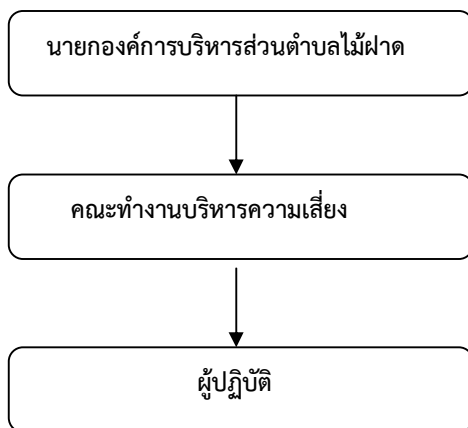 นายกองค์การบริหารส่วนตำบลไม้ฝาด
คณะทำงานบริหารความเสี่ยง
ผู้ปฏิบัติ